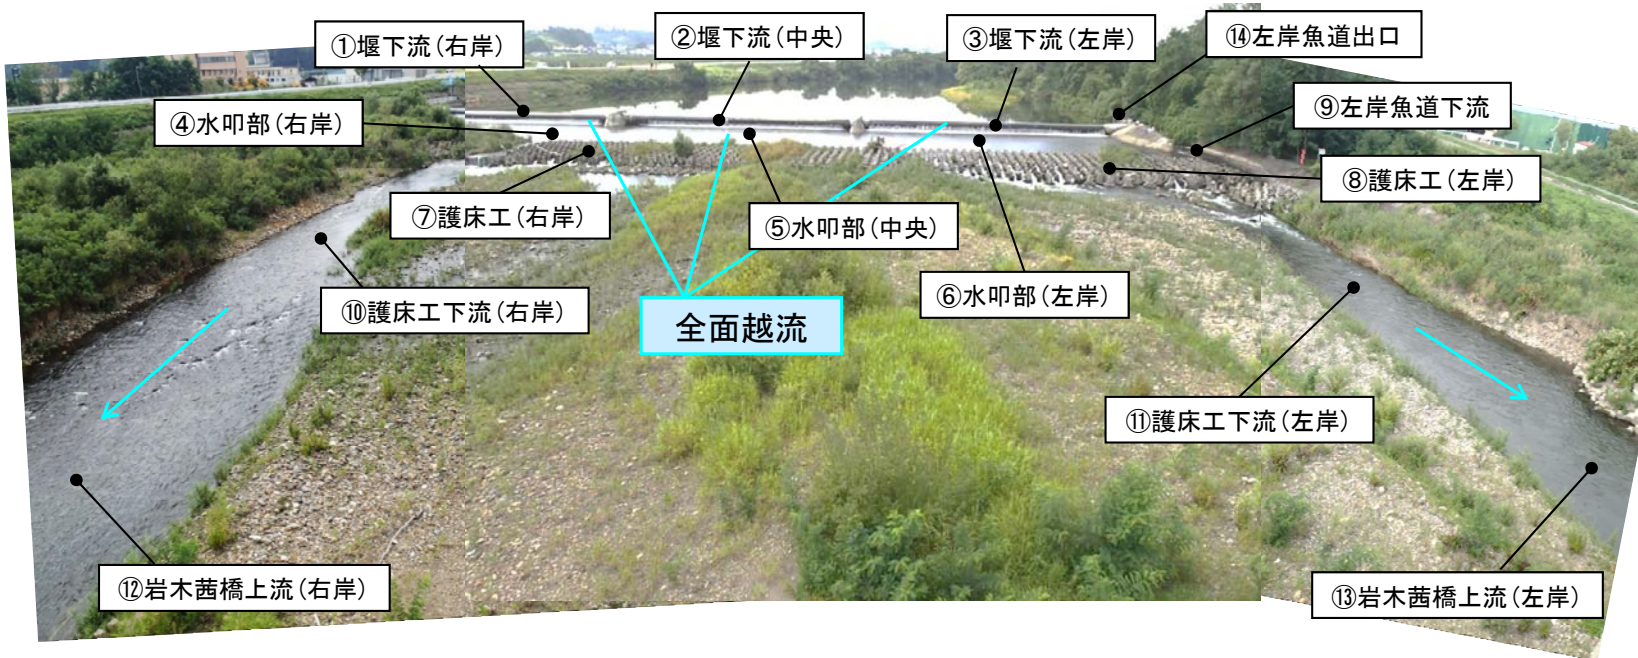 ①堰下流(右岸)
②堰下流(中央)
③堰下流(左岸)
⑭左岸魚道出口
④水叩部(右岸)
⑨左岸魚道下流
⑦護床工(右岸)
⑤水叩部(中央)
⑧護床工(左岸)
⑩護床工下流(右岸)
全面越流
⑥水叩部(左岸)
⑪護床工下流(左岸)
⑫岩木茜橋上流(右岸)
⑬岩木茜橋上流(左岸)